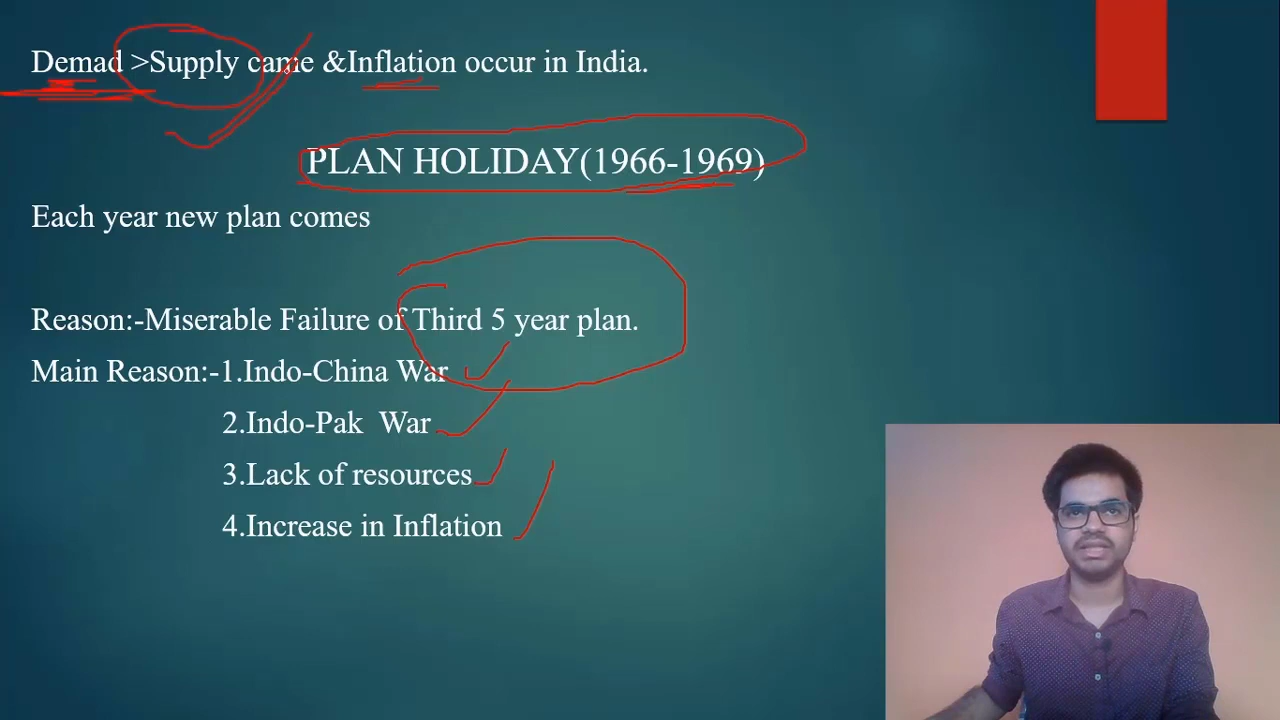 Demad >Supply came &Inflation occur in India.
PLAN HOLIDAY(1966-1969)
Each year new plan comes
Reason:-Miserable Failure of Third 5 year plan.
Main Reason:-1.Indo-China War
2.Indo-Pak War
3.Lack of resources
4.Increase in Inflation